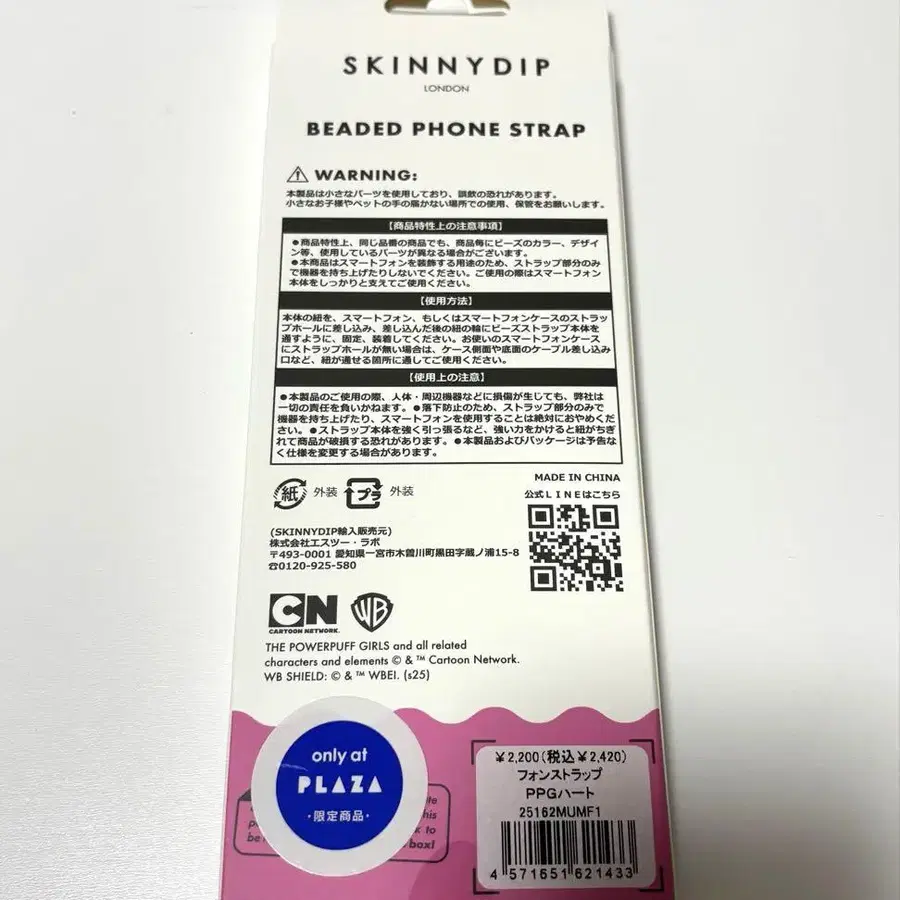 SKINNYDIP
LONDON
BEADED PHONE STRAP
WARNING:
本製品は小さなパーツを使用しており、誤飲の恐れがあります。
小さなお子様やペットの手の届かない場所での使用、保管をお願いします。
【商品特性上の注意事項】
●商品特性上、同じ品番の商品でも、商品毎にビーズのカラー、デザイ
ン等、使用しているパーツが異なる場合がございます。
●本商品はスマートフォンを装飾する用途のため、ストラップ部分のみ
で機器を持ち上げたりしないでください。ご使用の際はスマートフォン
本体をしっかりと支えてご使用ください。
【使用方法】
本体の紐を、スマートフォン、もしくはスマートフォンケースのストラッ
プホールに差し込み、差し込んだ後の紐の輪にビーズストラップ本体を
通すように、固定、装着してください。お使いのスマートフォンケース
にストラップホールが無い場合は、ケース側面や底面のケーブル差し込み
口など、紐が通せる箇所に通してご使用ください。
【使用上の注意】
●本製品のご使用の際、人体・周辺機器などに損傷が生じても、弊社は
一切の責任を負いかねます。●落下防止のため、ストラップ部分のみで
機器を持ち上げたり、スマートフォンを使用することは絶対におやめくだ
さい。●ストラップ本体を強く引っ張るなど、強い力をかけると紐がちぎ
れて商品が破損する恐れがあります。●本製品およびパッケージは予告な
く仕様を変更する場合があります。
紙 外装 プラ 外装
MADE IN CHINA
公式LINEはこちら
(SKINNYDIP輸入販売元)
株式会社エスツー・ラボ
〒493-0001 愛知県一宮市木曽川町黒田字蔵ノ浦15-8
☎0120-925-580
CN
CARTOON NETWORK.
WB
THE POWERPUFF GIRLS and all related
characters and elements © & ™ Cartoon Network.
WB SHIELD: © & ™ WBEI. (s25)
only at
PLAZA
・限定商品・
his
to
box!
¥2,200(税込¥2,420)
フォンストラップ
PPGハート
25162MUMF1
4 571651 621433